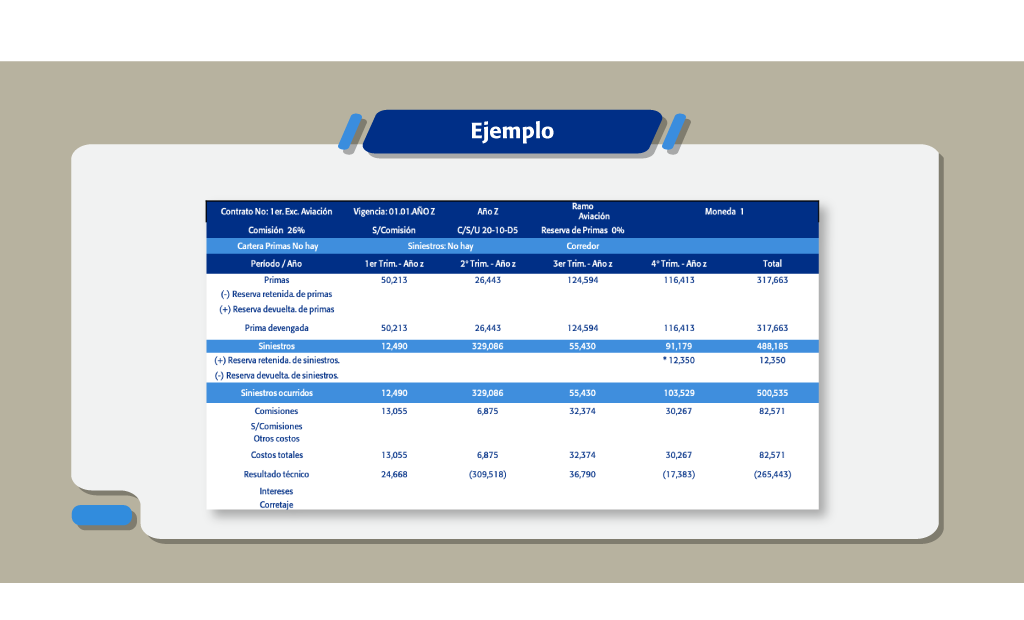 Ejemplo
Contrato No: 1er. Exc. Aviación Vigencia: 01.01.AÑO Z Año Z Ramo Aviación Moneda 1
Comisión 26% S/Comisión C/S/U 20-10-D5 Reserva de Primas 0%
Cartera Primas No hay Siniestros: No hay Corredor
Período / Año 1er Trim. - Año z 2º Trim. - Año z 3er Trim. - Año z 4º Trim. - Año z Total
Primas 50,213 26,443 124,594 116,413 317,663
(-) Reserva retenida. de primas
(+) Reserva devuelta. de primas
Prima devengada 50,213 26,443 124,594 116,413 317,663
Siniestros 12,490 329,086 55,430 91,179 488,185
(+) Reserva retenida. de siniestros. * 12,350 12,350
(-) Reserva devuelta. de siniestros.
Siniestros ocurridos 12,490 329,086 55,430 103,529 500,535
Comisiones 13,055 6,875 32,374 30,267 82,571
S/Comisiones
Otros costos
Costos totales 13,055 6,875 32,374 30,267 82,571
Resultado técnico 24,668 (309,518) 36,790 (17,383) (265,443)
Intereses
Corretaje